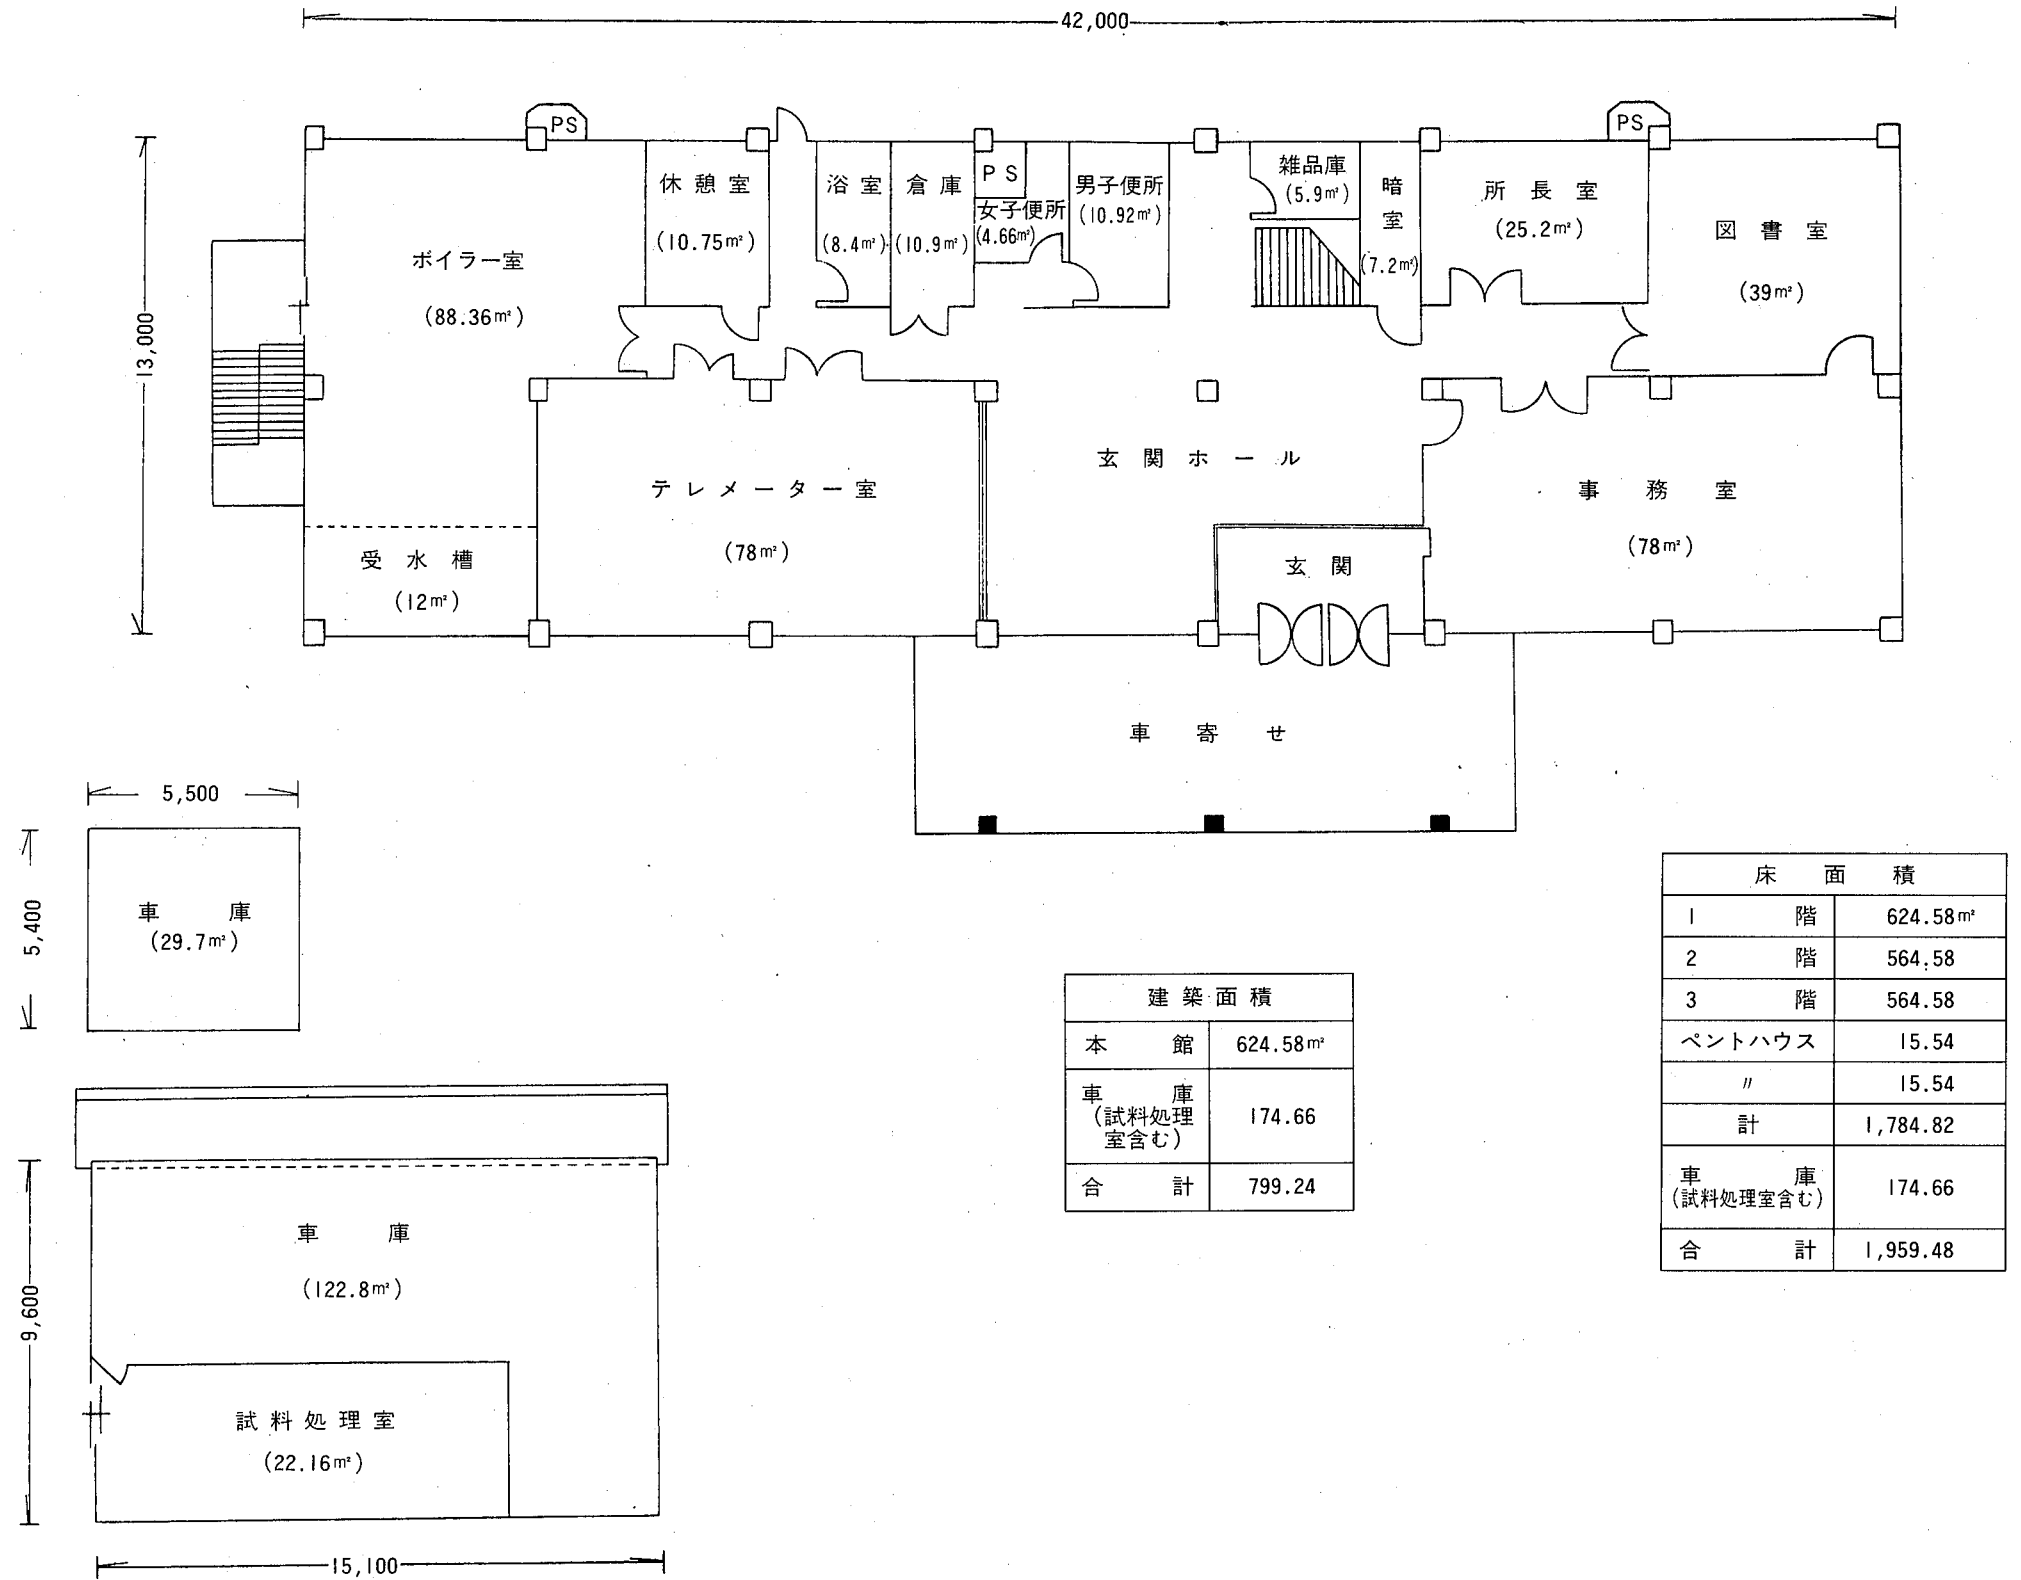 42,000
13,000
PS
PS
休憩室
(10.75㎡)
浴室
(8.4㎡)
倉庫
(10.9㎡)
PS
女子便所
(4.66㎡)
男子便所
(10.92㎡)
雑品庫
(5.9㎡)
暗室
(7.2㎡)
所長室
(25.2㎡)
図書室
(39㎡)
ボイラー室
(88.36㎡)
テレメーター室
(78㎡)
玄関ホール
事務室
(78㎡)
受水槽
(12㎡)
玄関
車寄せ
5,500
5,400
車庫
(29.7㎡)
床面積
1階 624.58㎡
2階 564.58
3階 564.58
ペントハウス 15.54
〃 15.54
計 1,784.82
車庫
(試料処理室含む) 174.66
合計 1,959.48
建築面積
本館 624.58㎡
車庫
(試料処理
室含む) 174.66
合計 799.24
9,600
車庫
(122.8㎡)
試料処理室
(22.16㎡)
15,100